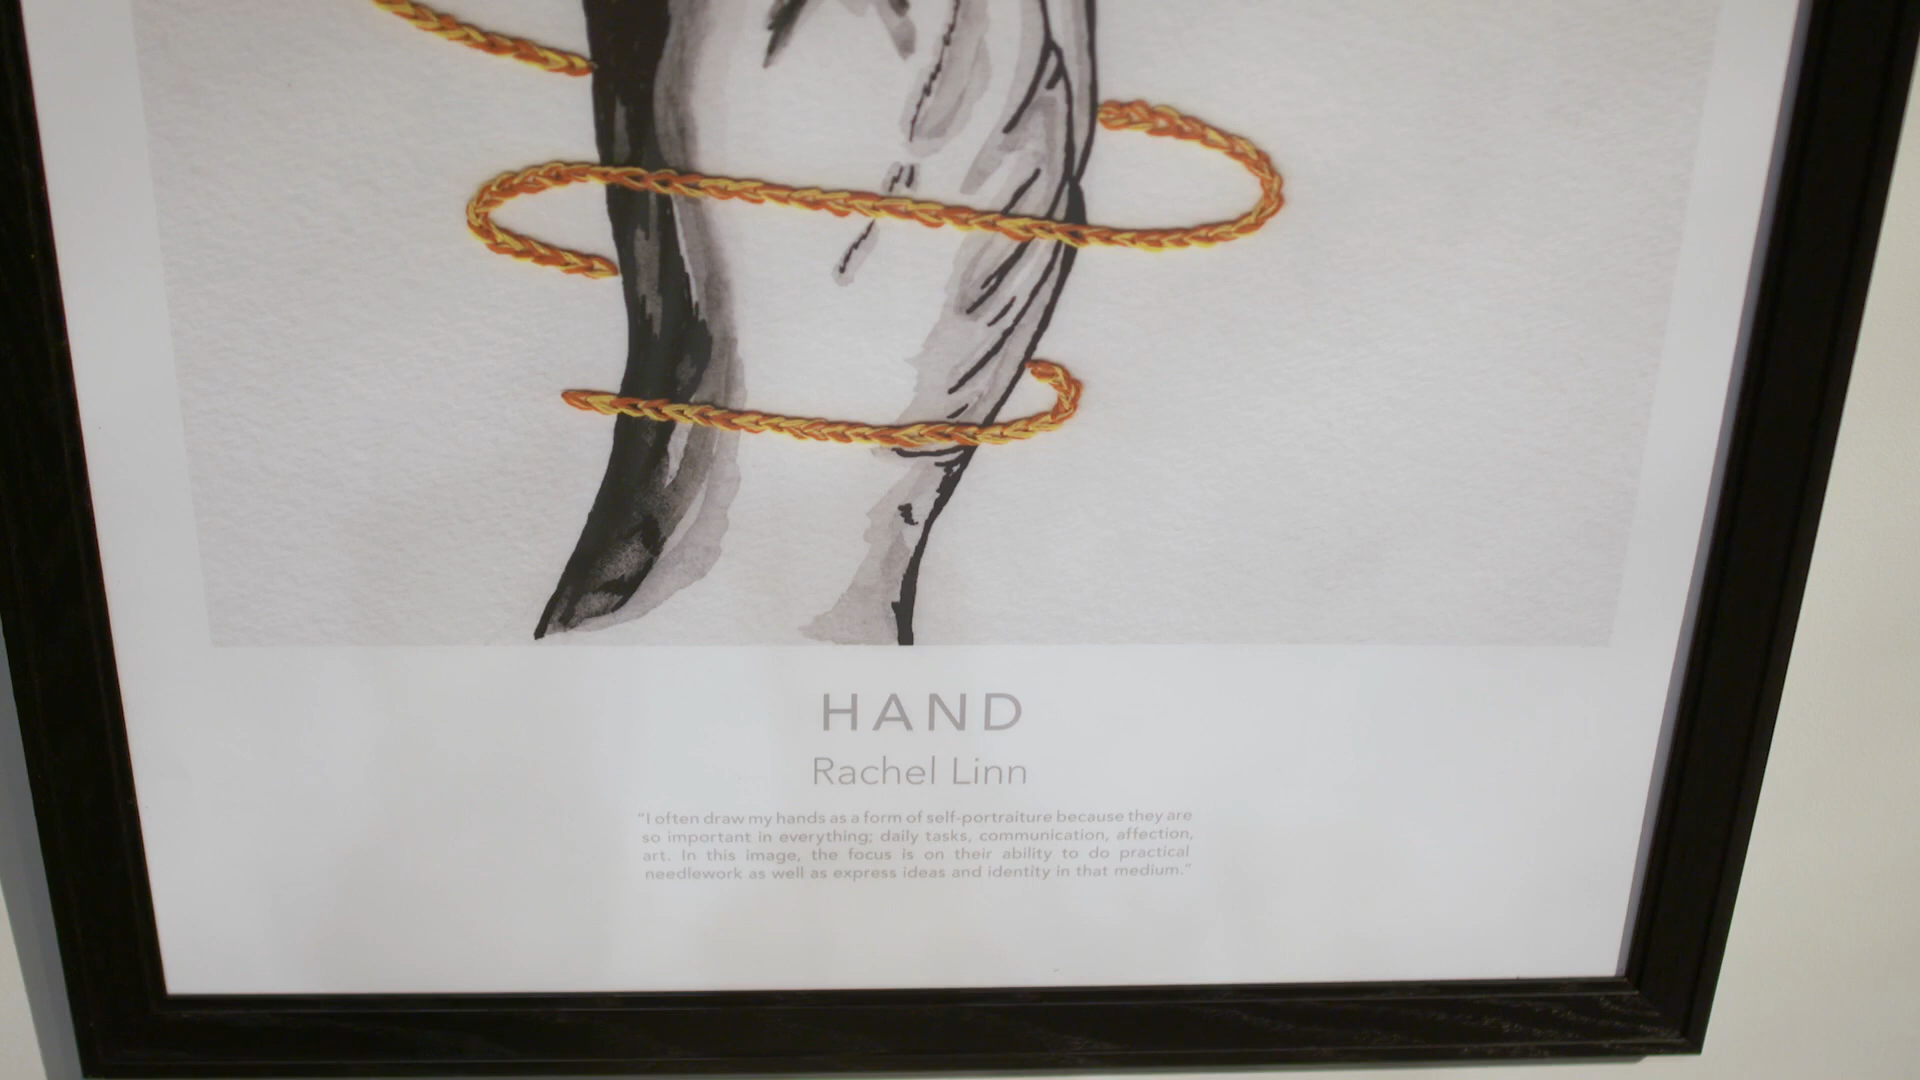 HAND
Rachel Linn
"I often draw my hands as a form of self-portraiture because they are
so important in everything; daily tasks, communication, affection,
art. In this image, the focus is on their ability to do practical
needlework as well as express ideas and identity in that medium."